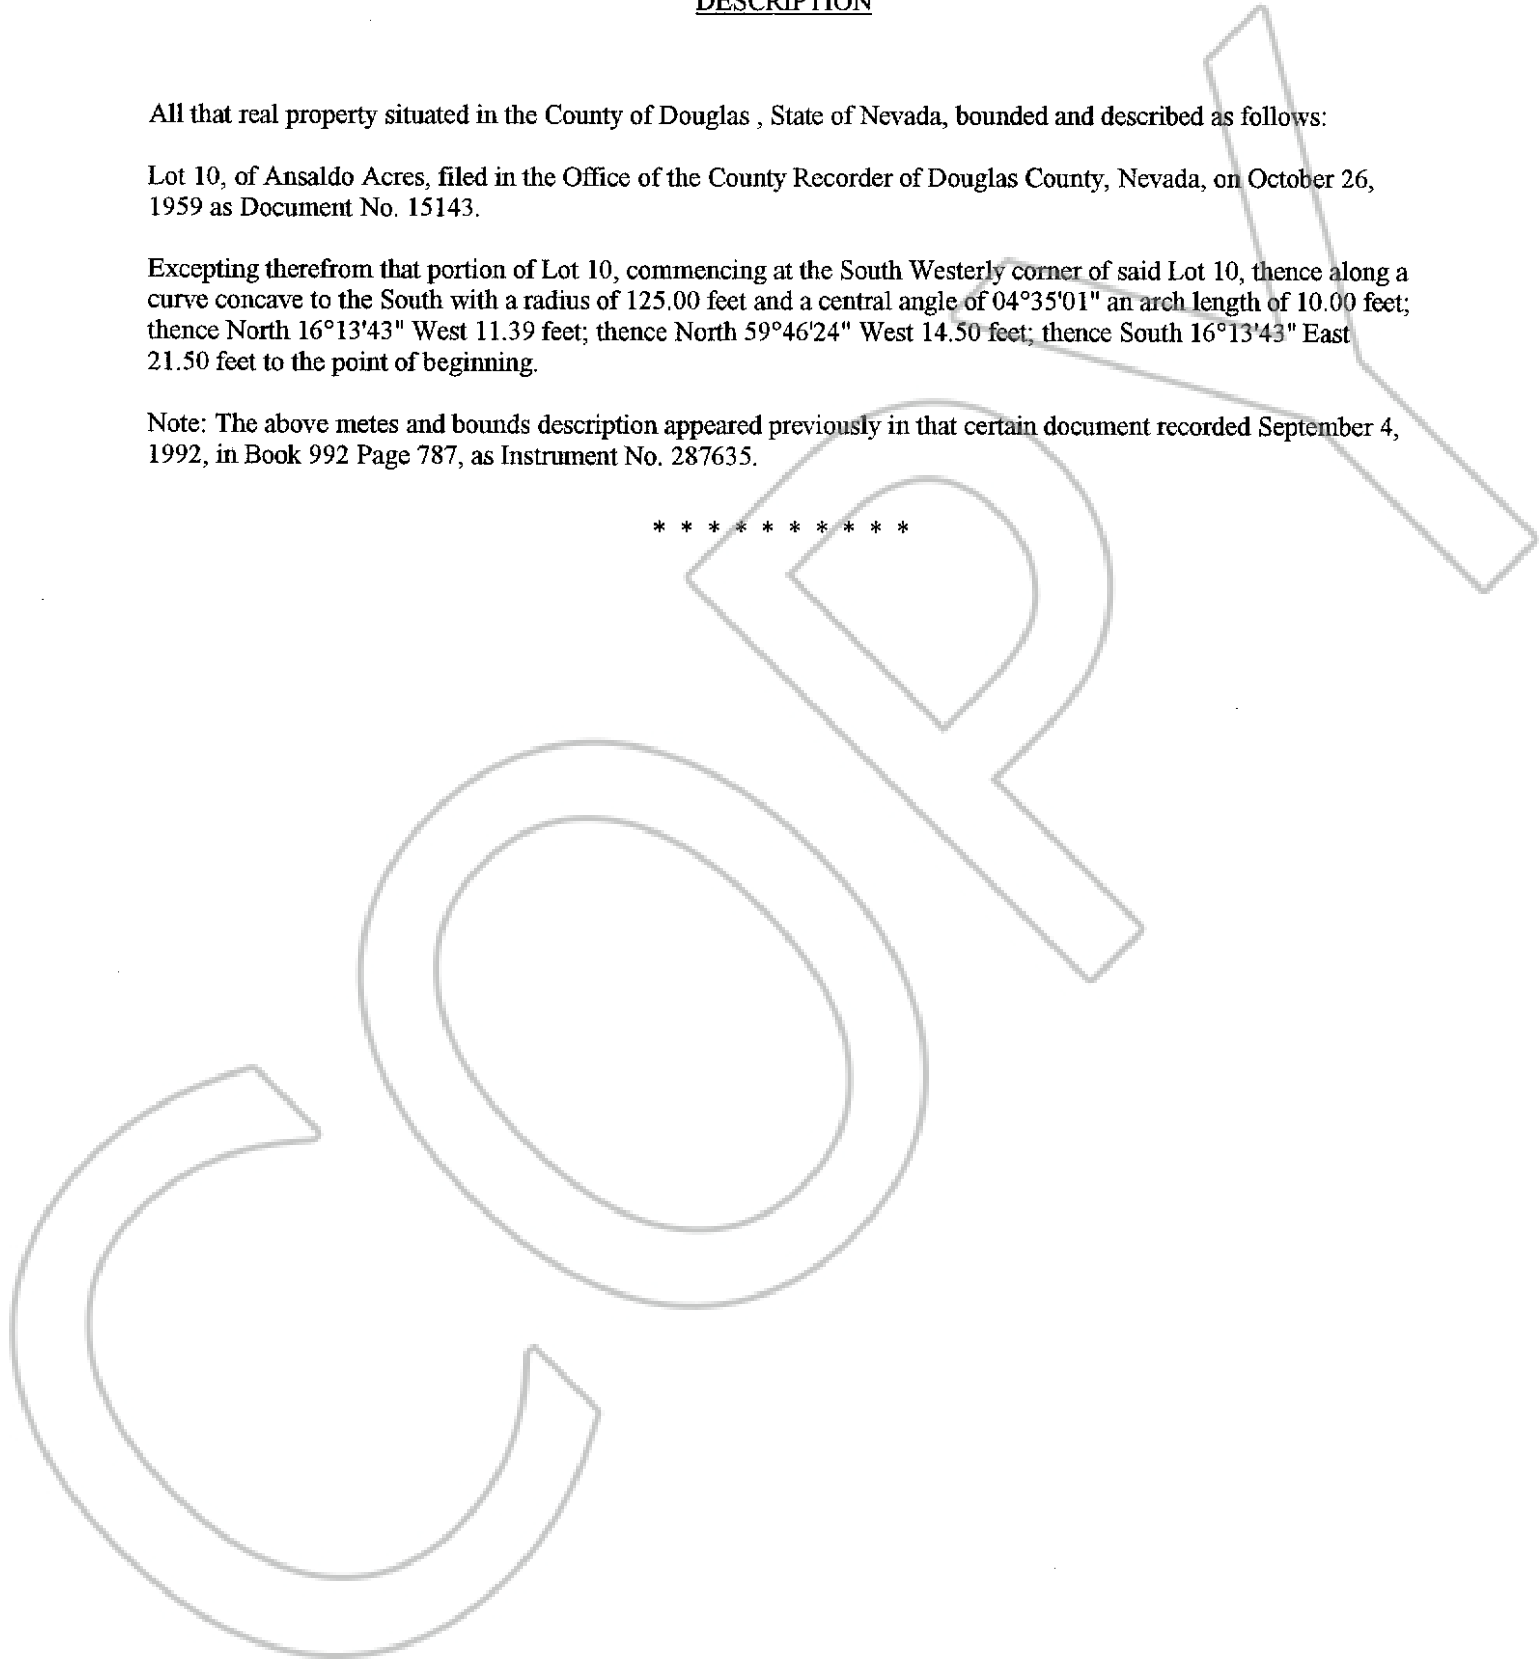 DESCRIPTION
All that real property situated in the County of Douglas , State of Nevada, bounded and described as follows:
Lot 10, of Ansaldo Acres, filed in the Office of the County Recorder of Douglas County, Nevada, on October 26,
1959 as Document No. 15143.
Excepting therefrom that portion of Lot 10, commencing at the South Westerly corner of said Lot 10, thence along a
curve concave to the South with a radius of 125.00 feet and a central angle of 04°35'01" an arch length of 10.00 feet;
thence North 16°13'43" West 11.39 feet; thence North 59°46'24" West 14.50 feet; thence South 16°13'43" East
21.50 feet to the point of beginning.
Note: The above metes and bounds description appeared previously in that certain document recorded September 4,
1992, in Book 992 Page 787, as Instrument No. 287635.
* * * * * * * * * *
COPY